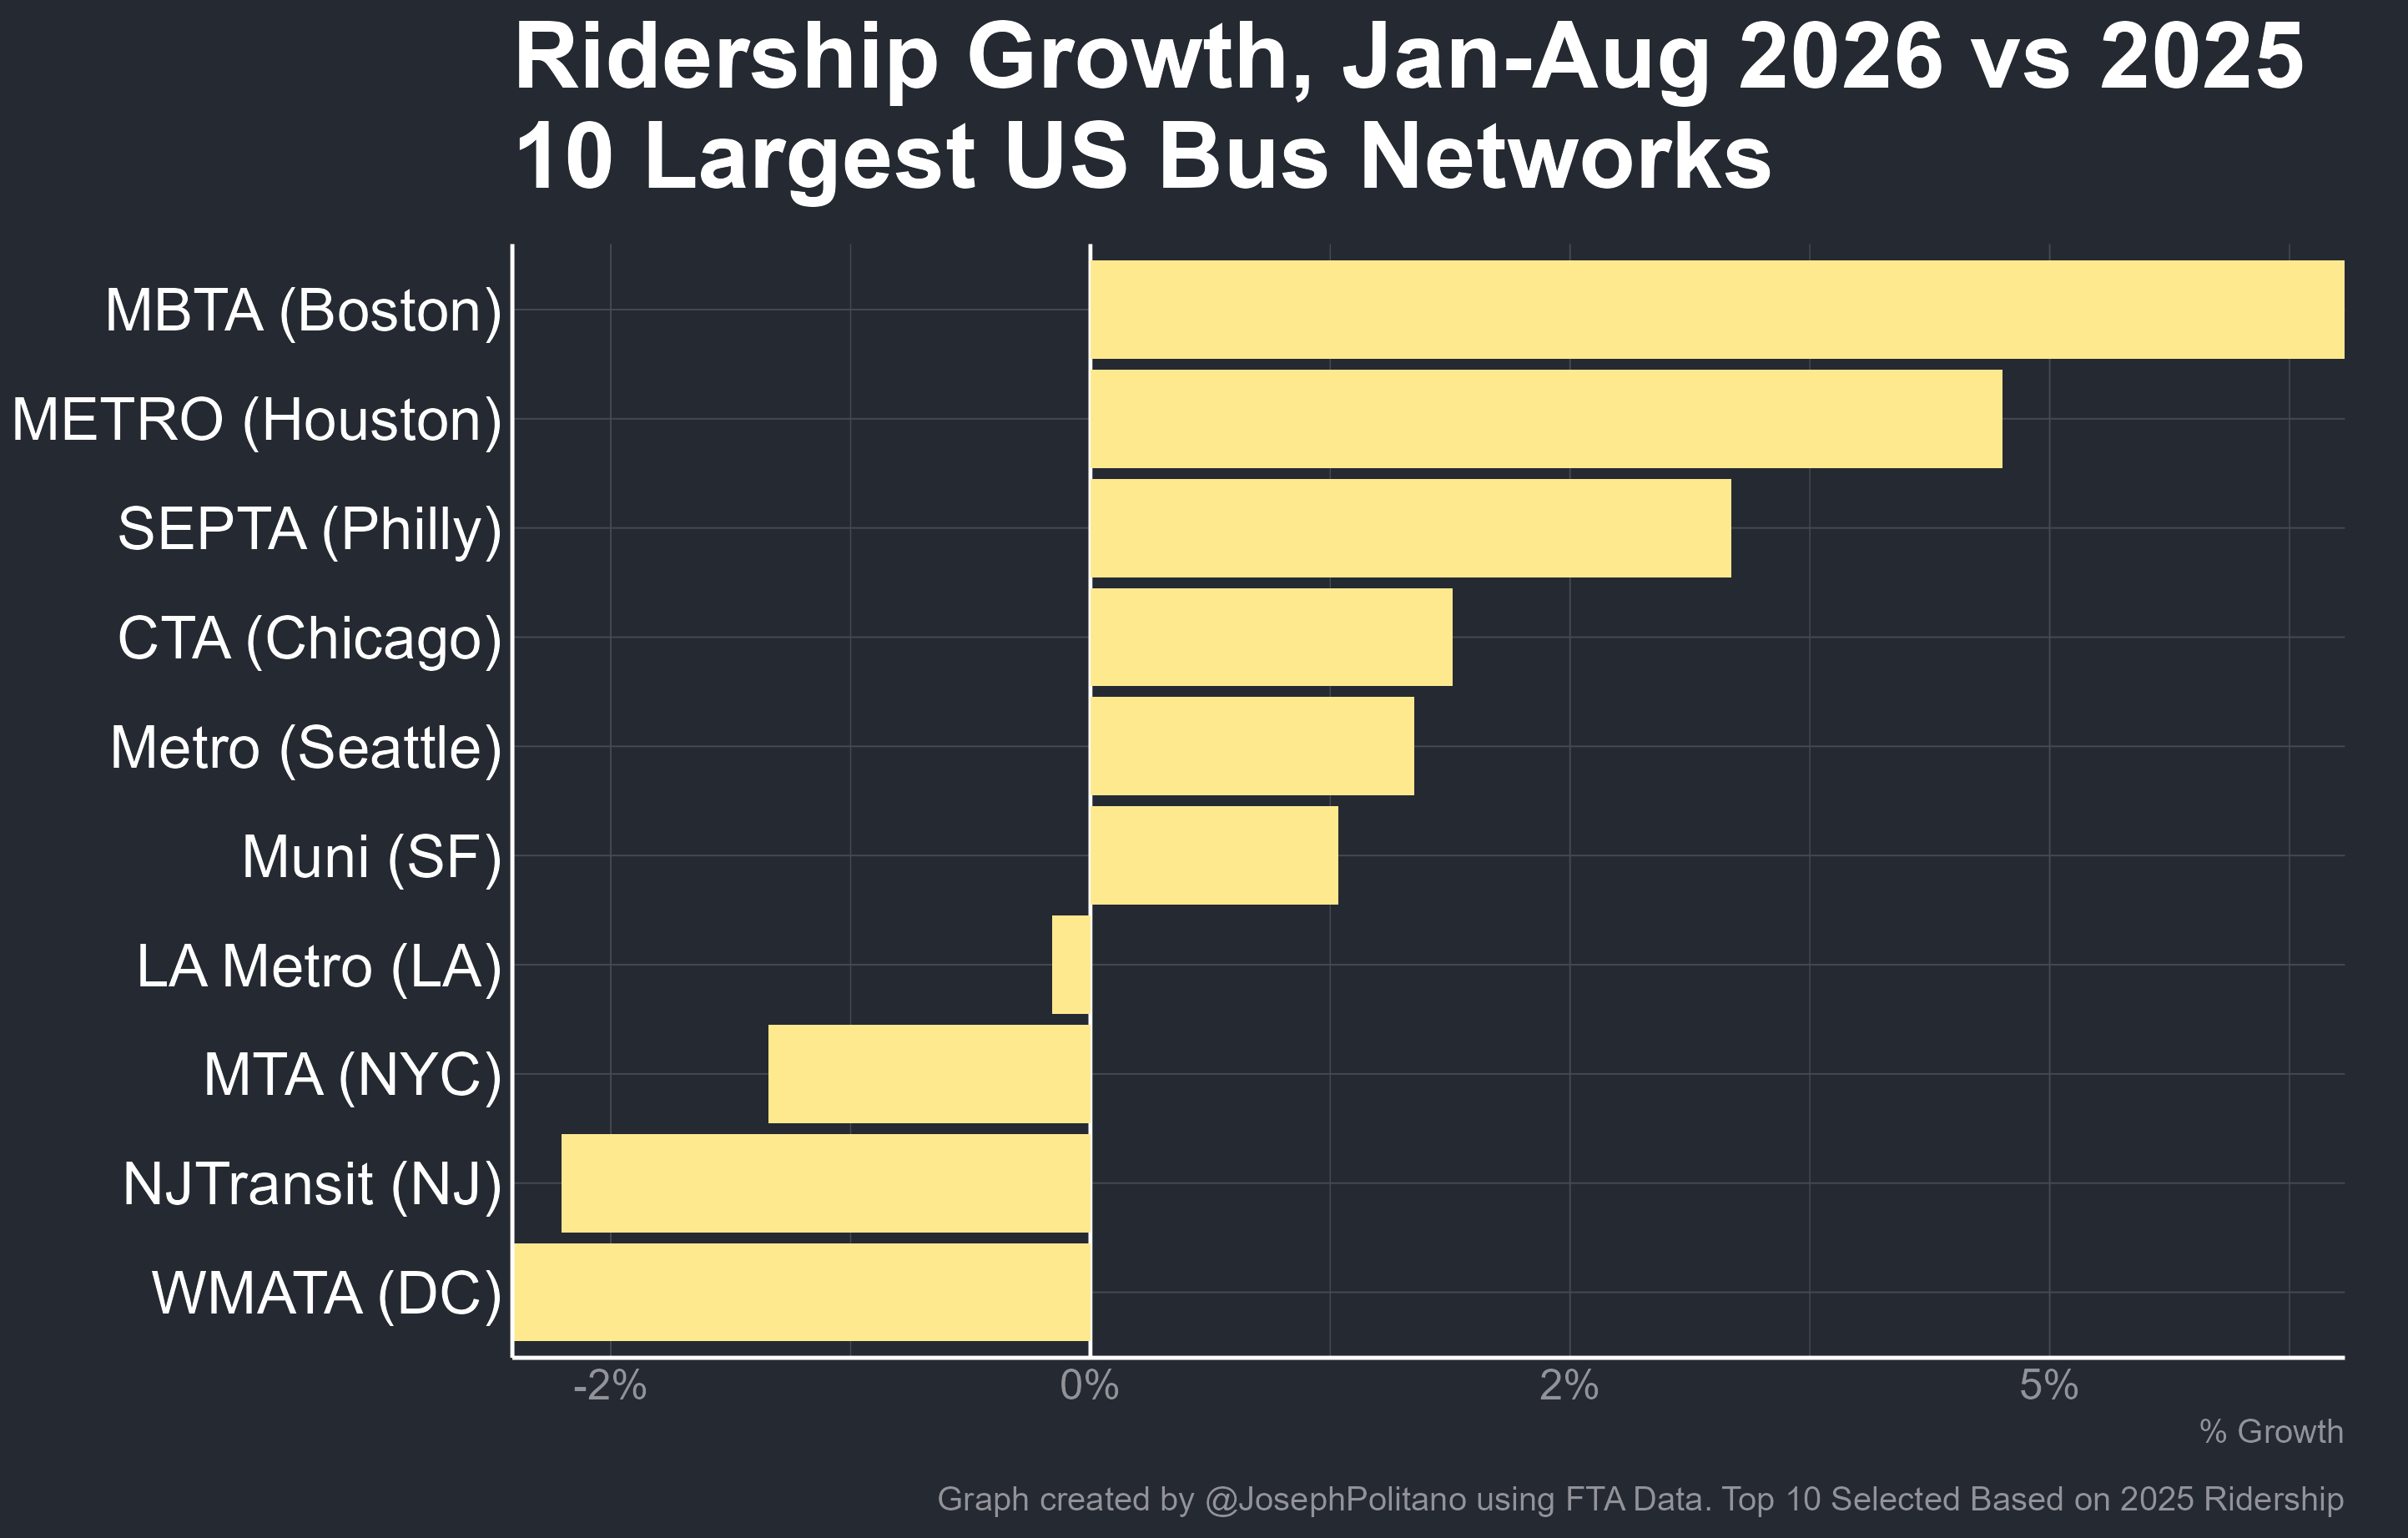 Ridership Growth, Jan-Aug 2026 vs 2025
10 Largest US Bus Networks
MBTA (Boston)
METRO (Houston)
SEPTA (Philly)
CTA (Chicago)
Metro (Seattle)
Muni (SF)
LA Metro (LA)
MTA (NYC)
NJTransit (NJ)
WMATA (DC)
-2% 0% 2% 5%
% Growth
Graph created by @JosephPolitano using FTA Data. Top 10 Selected Based on 2025 Ridership